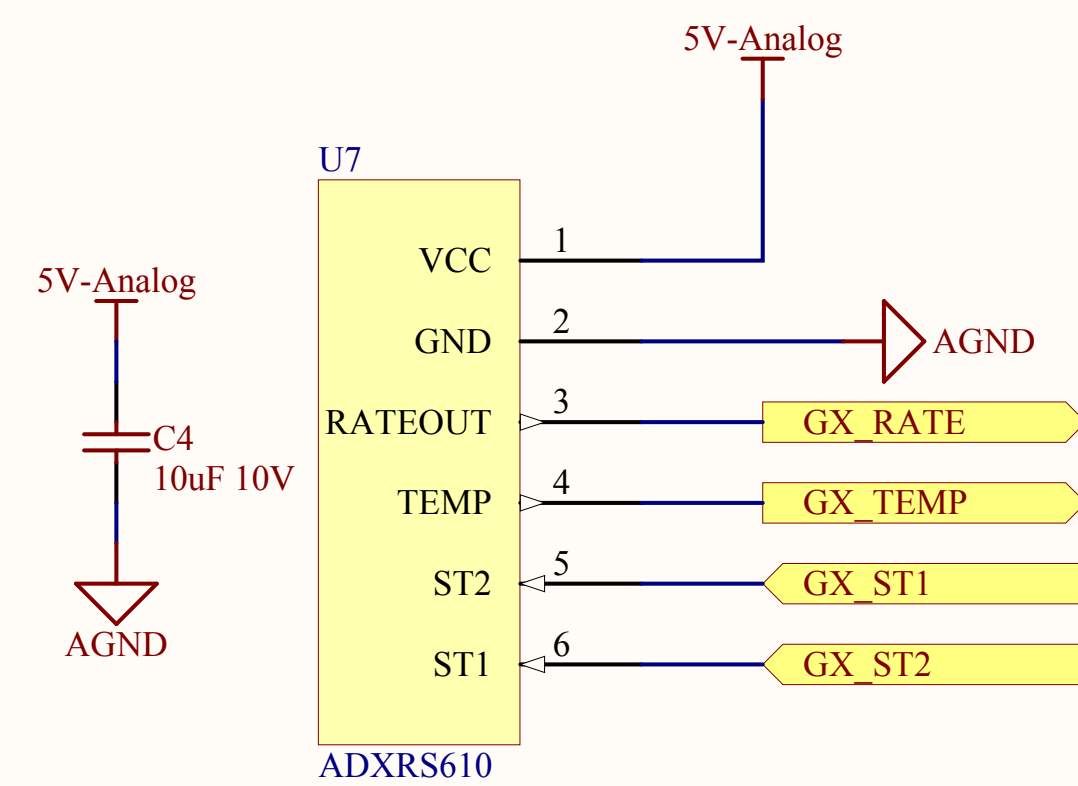 5V-Analog
U7
VCC 1
5V-Analog
GND 2 AGND
RATEOUT 3 GX_RATE
C4
10uF 10V
TEMP 4 GX_TEMP
ST2 5 GX_ST1
AGND
ST1 6 GX_ST2
ADXRS610